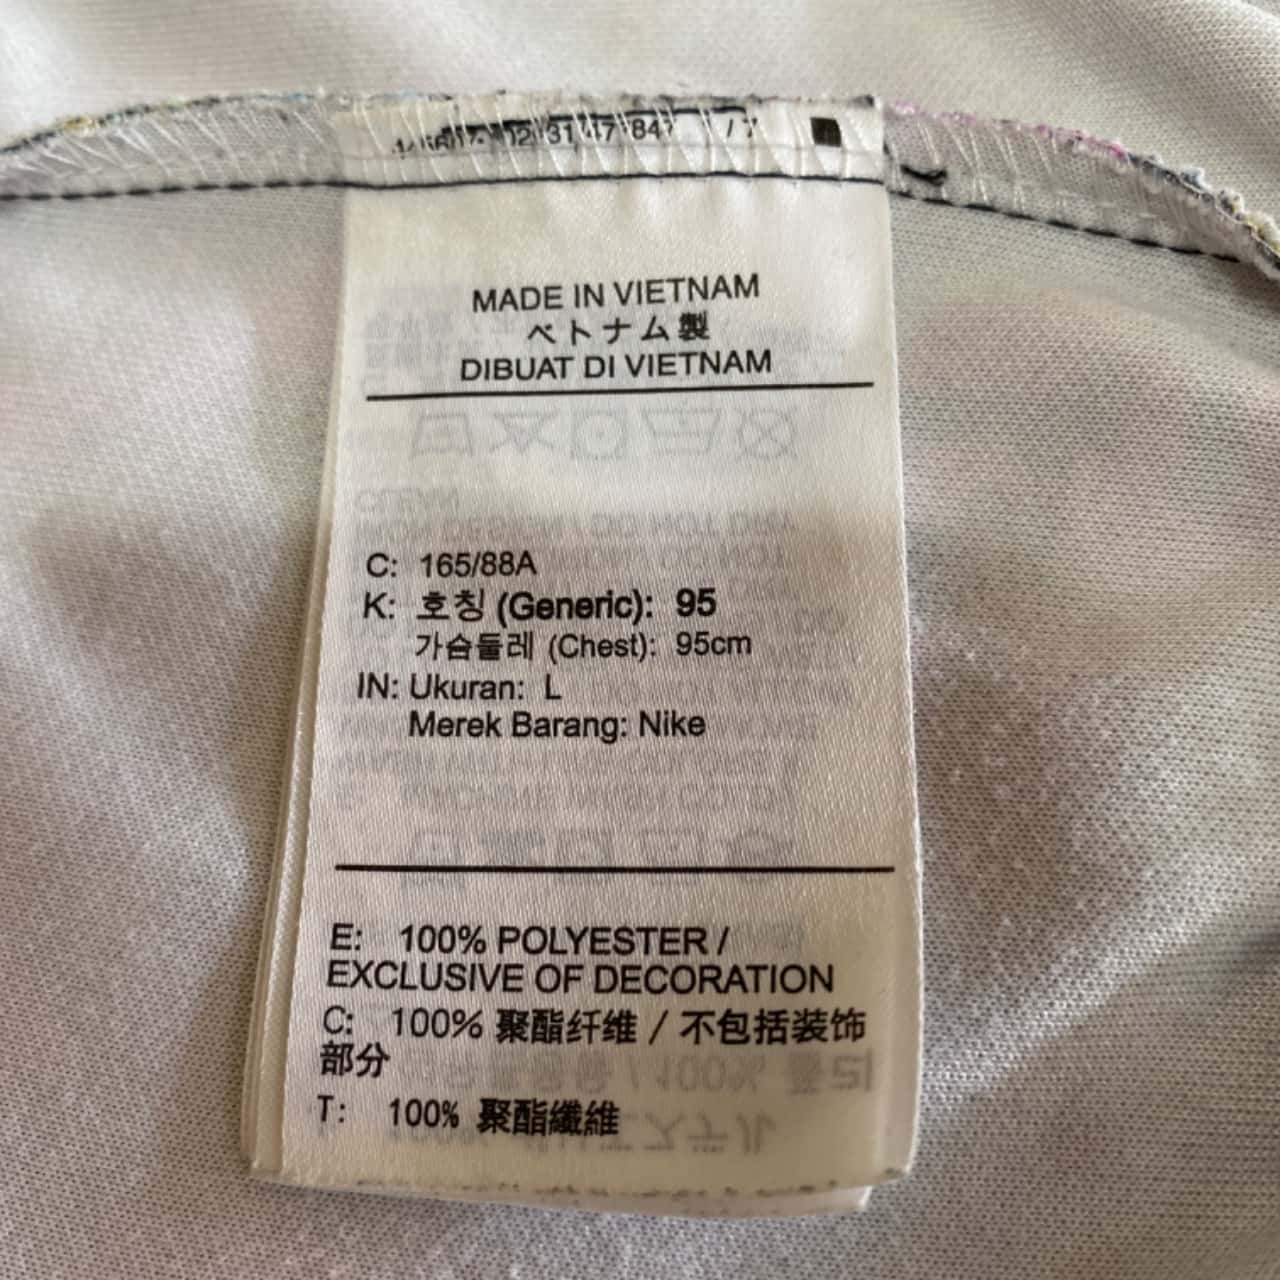 MADE IN VIETNAM
ベトナム製
DIBUAT DI VIETNAM
C: 165/88A
K: 호칭 (Generic): 95
가슴둘레 (Chest): 95cm
IN: Ukuran: L
Merek Barang: Nike
E: 100% POLYESTER /
EXCLUSIVE OF DECORATION
C: 100% 聚酯纤维 / 不包括装饰
部分
T: 100% 聚酯纖維